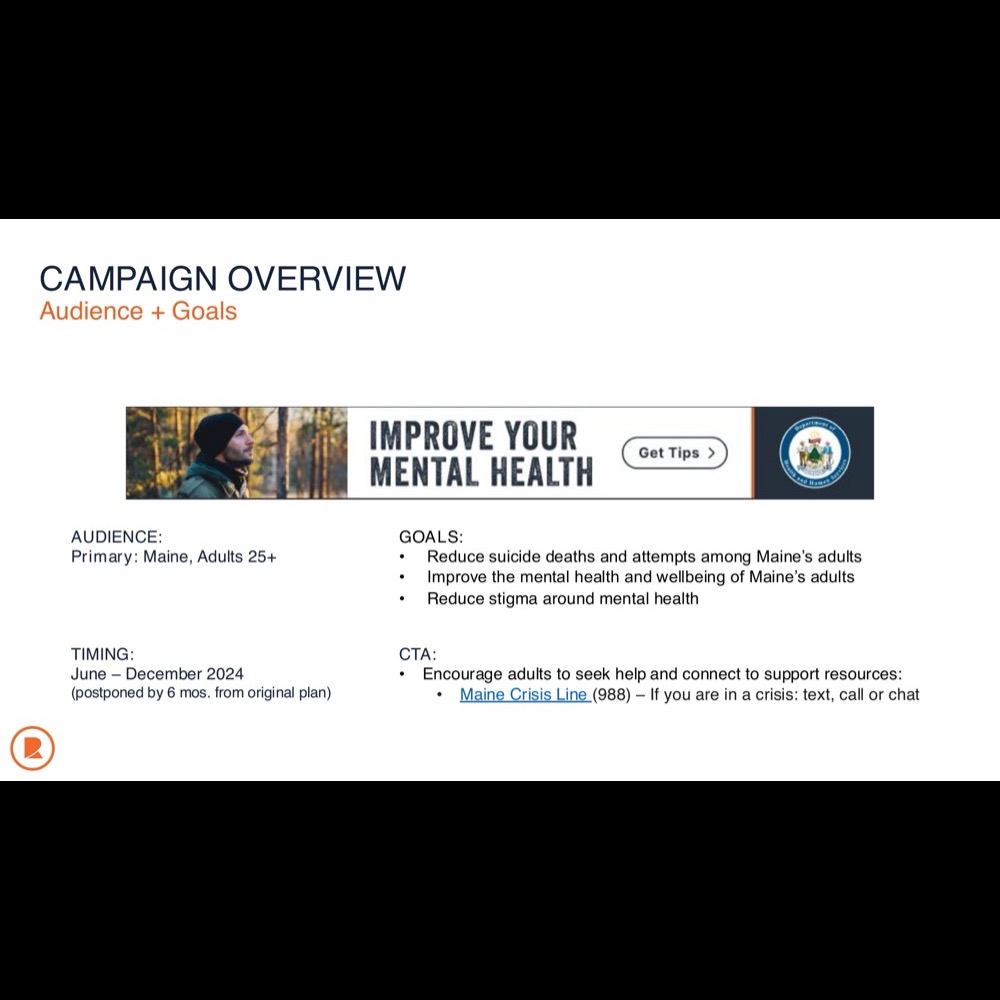 CAMPAIGN OVERVIEW
Audience + Goals
IMPROVE YOUR
MENTAL HEALTH
Get Tips
Department of
Health and Human Services
AUDIENCE:
Primary: Maine, Adults 25+
GOALS:
• Reduce suicide deaths and attempts among Maine’s adults
• Improve the mental health and wellbeing of Maine’s adults
• Reduce stigma around mental health
TIMING:
June – December 2024
(postponed by 6 mos. from original plan)
CTA:
• Encourage adults to seek help and connect to support resources:
• Maine Crisis Line (988) – If you are in a crisis: text, call or chat